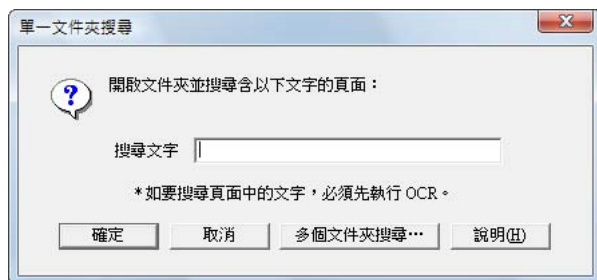 單一文件夾搜尋
開啟文件夾並搜尋含以下文字的頁面：
搜尋文字
*如要搜尋頁面中的文字，必須先執行 OCR。
確定 取消 多個文件夾搜尋… 說明(H)